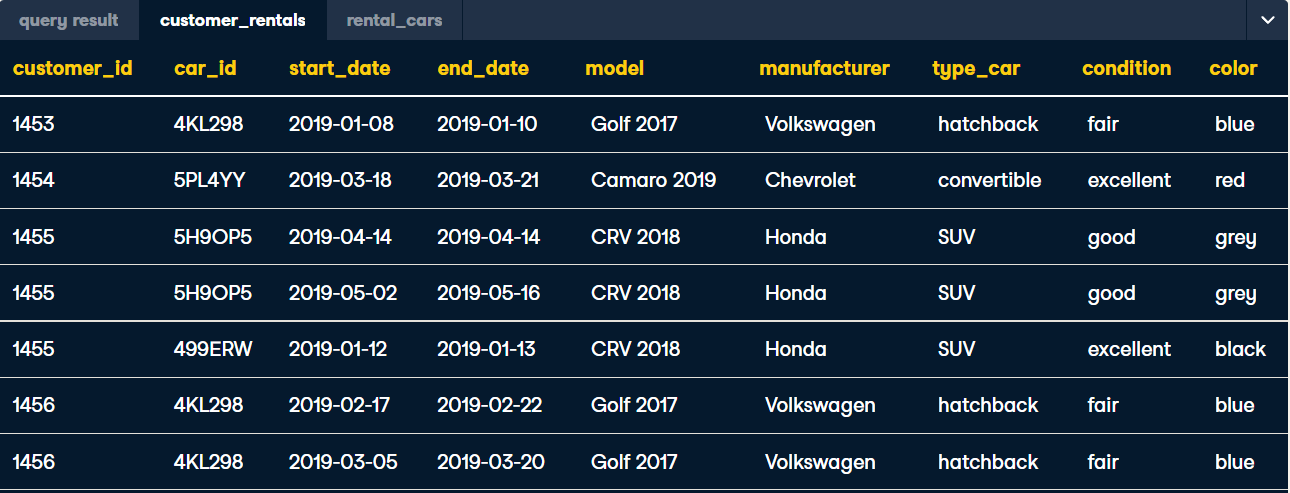 query result customer_rentals rental_cars
customer_id car_id start_date end_date model manufacturer type_car condition color
1453 4KL298 2019-01-08 2019-01-10 Golf 2017 Volkswagen hatchback fair blue
1454 5PL4YY 2019-03-18 2019-03-21 Camaro 2019 Chevrolet convertible excellent red
1455 5H9OP5 2019-04-14 2019-04-14 CRV 2018 Honda SUV good grey
1455 5H9OP5 2019-05-02 2019-05-16 CRV 2018 Honda SUV good grey
1455 499ERW 2019-01-12 2019-01-13 CRV 2018 Honda SUV excellent black
1456 4KL298 2019-02-17 2019-02-22 Golf 2017 Volkswagen hatchback fair blue
1456 4KL298 2019-03-05 2019-03-20 Golf 2017 Volkswagen hatchback fair blue